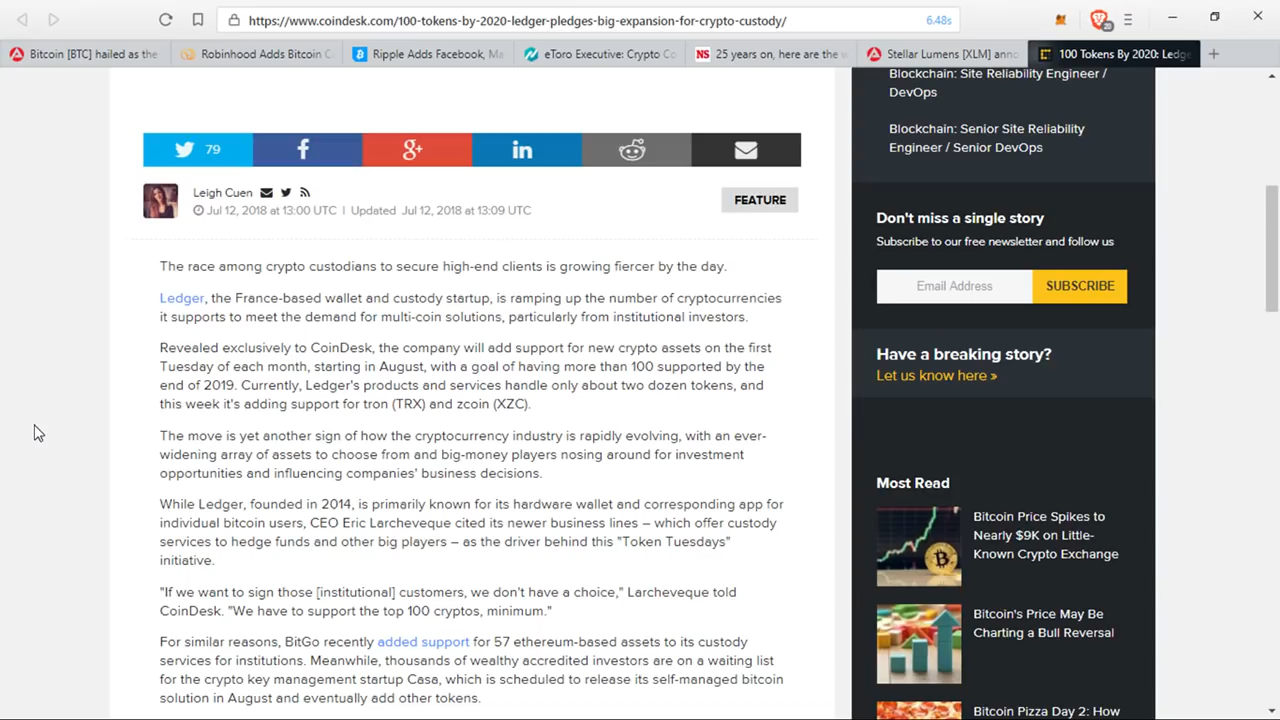 https://www.coindesk.com/100-tokens-by-2020-ledger-pledges-big-expansion-for-crypto-custody/
6.48s
20
Bitcoin [BTC] hailed as the
Robinhood Adds Bitcoin C
Ripple Adds Facebook, Ma
eToro Executive: Crypto Co
NS 25 years on, here are the w
Stellar Lumens [XLM] anno
100 Tokens By 2020: Ledg
79
Leigh Cuen
Jul 12, 2018 at 13:00 UTC | Updated Jul 12, 2018 at 13:09 UTC
FEATURE
The race among crypto custodians to secure high-end clients is growing fiercer by the day.
Ledger, the France-based wallet and custody startup, is ramping up the number of cryptocurrencies
it supports to meet the demand for multi-coin solutions, particularly from institutional investors.
Revealed exclusively to CoinDesk, the company will add support for new crypto assets on the first
Tuesday of each month, starting in August, with a goal of having more than 100 supported by the
end of 2019. Currently, Ledger's products and services handle only about two dozen tokens, and
this week it's adding support for tron (TRX) and zcoin (XZC).
The move is yet another sign of how the cryptocurrency industry is rapidly evolving, with an ever-
widening array of assets to choose from and big-money players nosing around for investment
opportunities and influencing companies' business decisions.
While Ledger, founded in 2014, is primarily known for its hardware wallet and corresponding app for
individual bitcoin users, CEO Eric Larcheveque cited its newer business lines – which offer custody
services to hedge funds and other big players – as the driver behind this "Token Tuesdays"
initiative.
"If we want to sign those [institutional] customers, we don't have a choice," Larcheveque told
CoinDesk. "We have to support the top 100 cryptos, minimum."
For similar reasons, BitGo recently added support for 57 ethereum-based assets to its custody
services for institutions. Meanwhile, thousands of wealthy accredited investors are on a waiting list
for the crypto key management startup Casa, which is scheduled to release its self-managed bitcoin
solution in August and eventually add other tokens.
Blockchain: Site Reliability Engineer /
DevOps
Blockchain: Senior Site Reliability
Engineer / Senior DevOps
Don't miss a single story
Subscribe to our free newsletter and follow us
Email Address
SUBSCRIBE
Have a breaking story?
Let us know here »
Most Read
Bitcoin Price Spikes to
Nearly $9K on Little-
Known Crypto Exchange
Bitcoin's Price May Be
Charting a Bull Reversal
Bitcoin Pizza Day 2: How